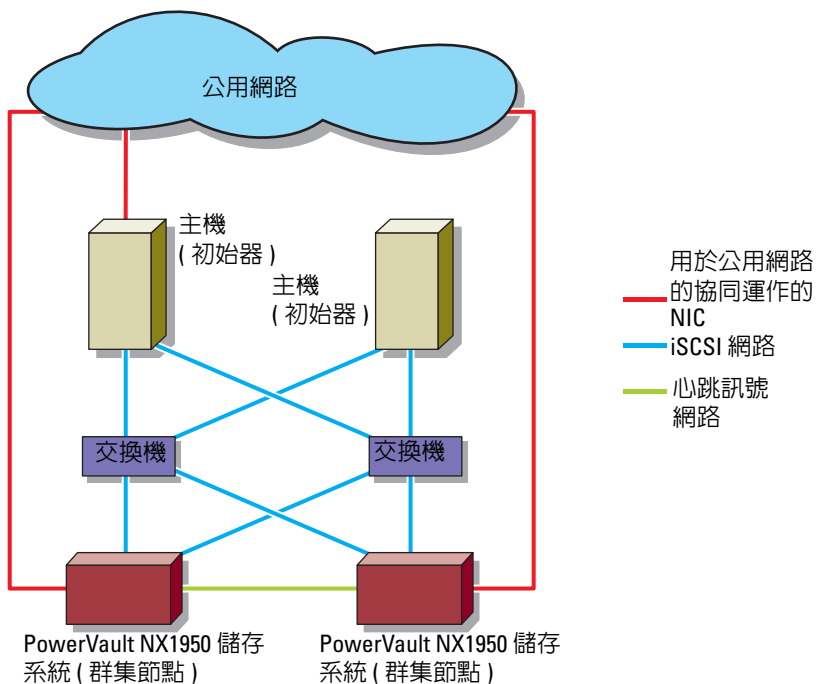 公用網路
主機
( 初始器 )
主機
( 初始器 )
用於公用網路
的協同運作的
NIC
iSCSI 網路
心跳訊號
網路
交換機
交換機
PowerVault NX1950 儲存
系統 ( 群集節點 )
PowerVault NX1950 儲存
系統 ( 群集節點 )